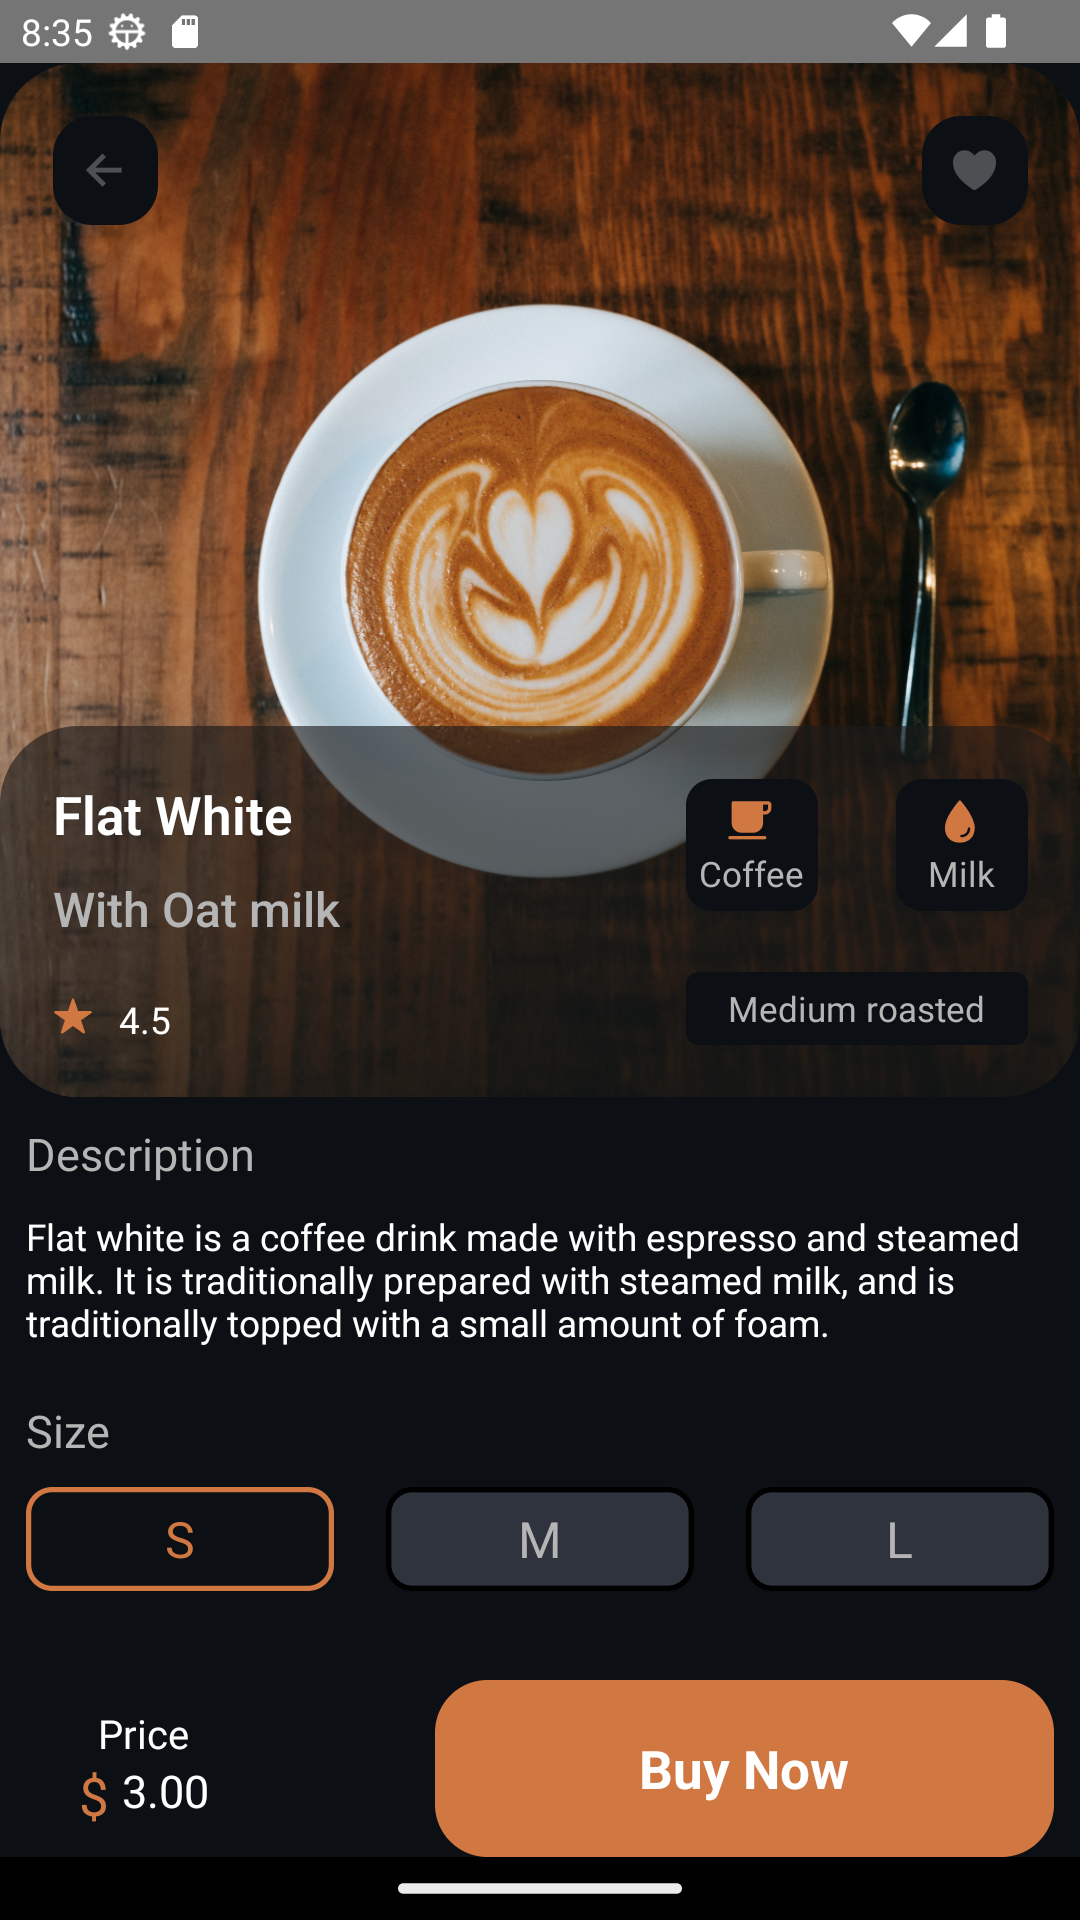 8:35
Flat White
With Oat milk
4.5
Coffee
Milk
Medium roasted
Description
Flat white is a coffee drink made with espresso and steamed
milk. It is traditionally prepared with steamed milk, and is
traditionally topped with a small amount of foam.
Size
S
M
L
Price
$ 3.00
Buy Now